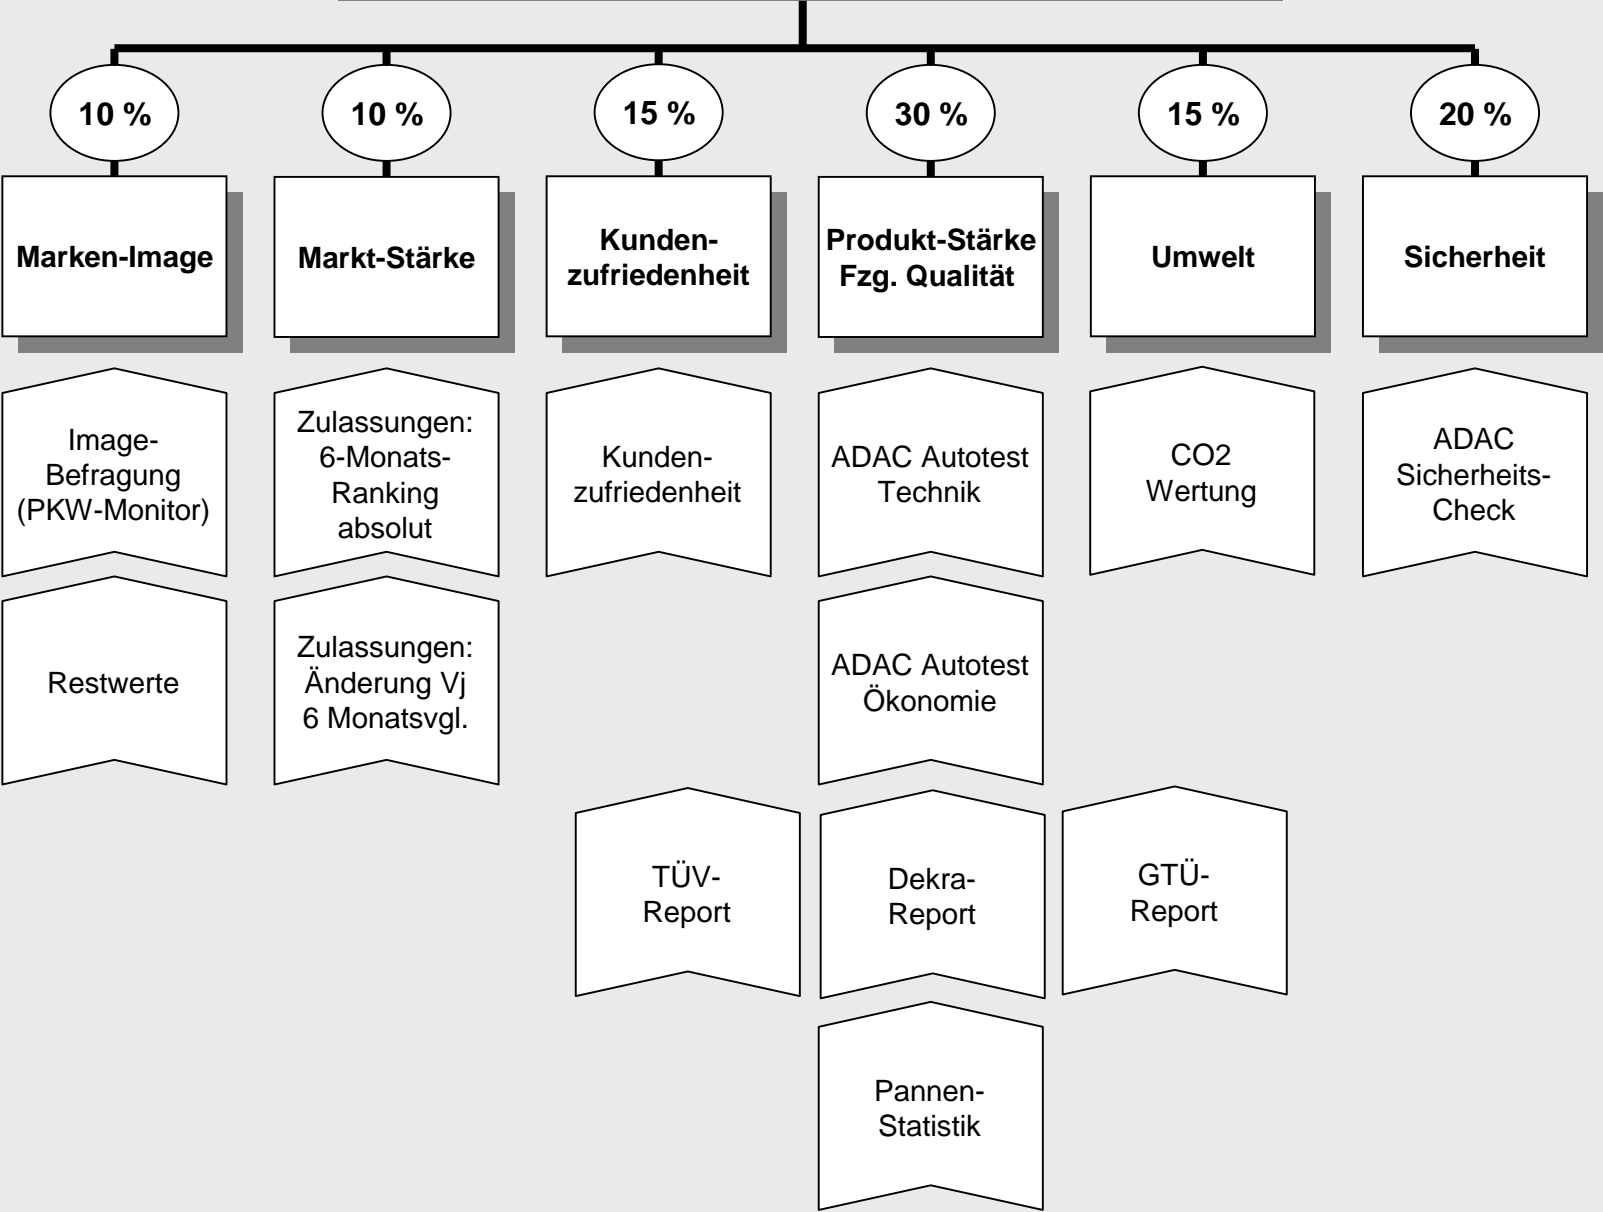 10 %
10 %
15 %
30 %
15 %
20 %
Marken-Image
Markt-Stärke
Kunden-
zufriedenheit
Produkt-Stärke
Fzg. Qualität
Umwelt
Sicherheit
Image-
Befragung
(PKW-Monitor)
Zulassungen:
6-Monats-
Ranking
absolut
Kunden-
zufriedenheit
ADAC Autotest
Technik
CO2
Wertung
ADAC
Sicherheits-
Check
Restwerte
Zulassungen:
Änderung Vj
6 Monatsvgl.
ADAC Autotest
Ökonomie
TÜV-
Report
Dekra-
Report
GTÜ-
Report
Pannen-
Statistik